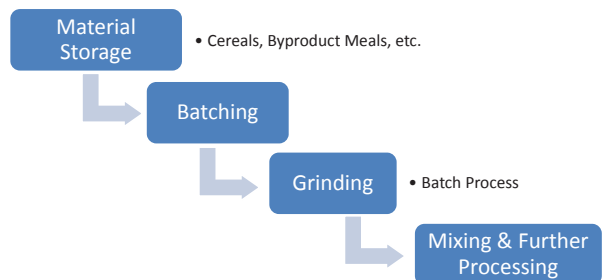 Material
Storage
• Cereals, Byproduct Meals, etc.
Batching
Grinding
• Batch Process
Mixing & Further
Processing